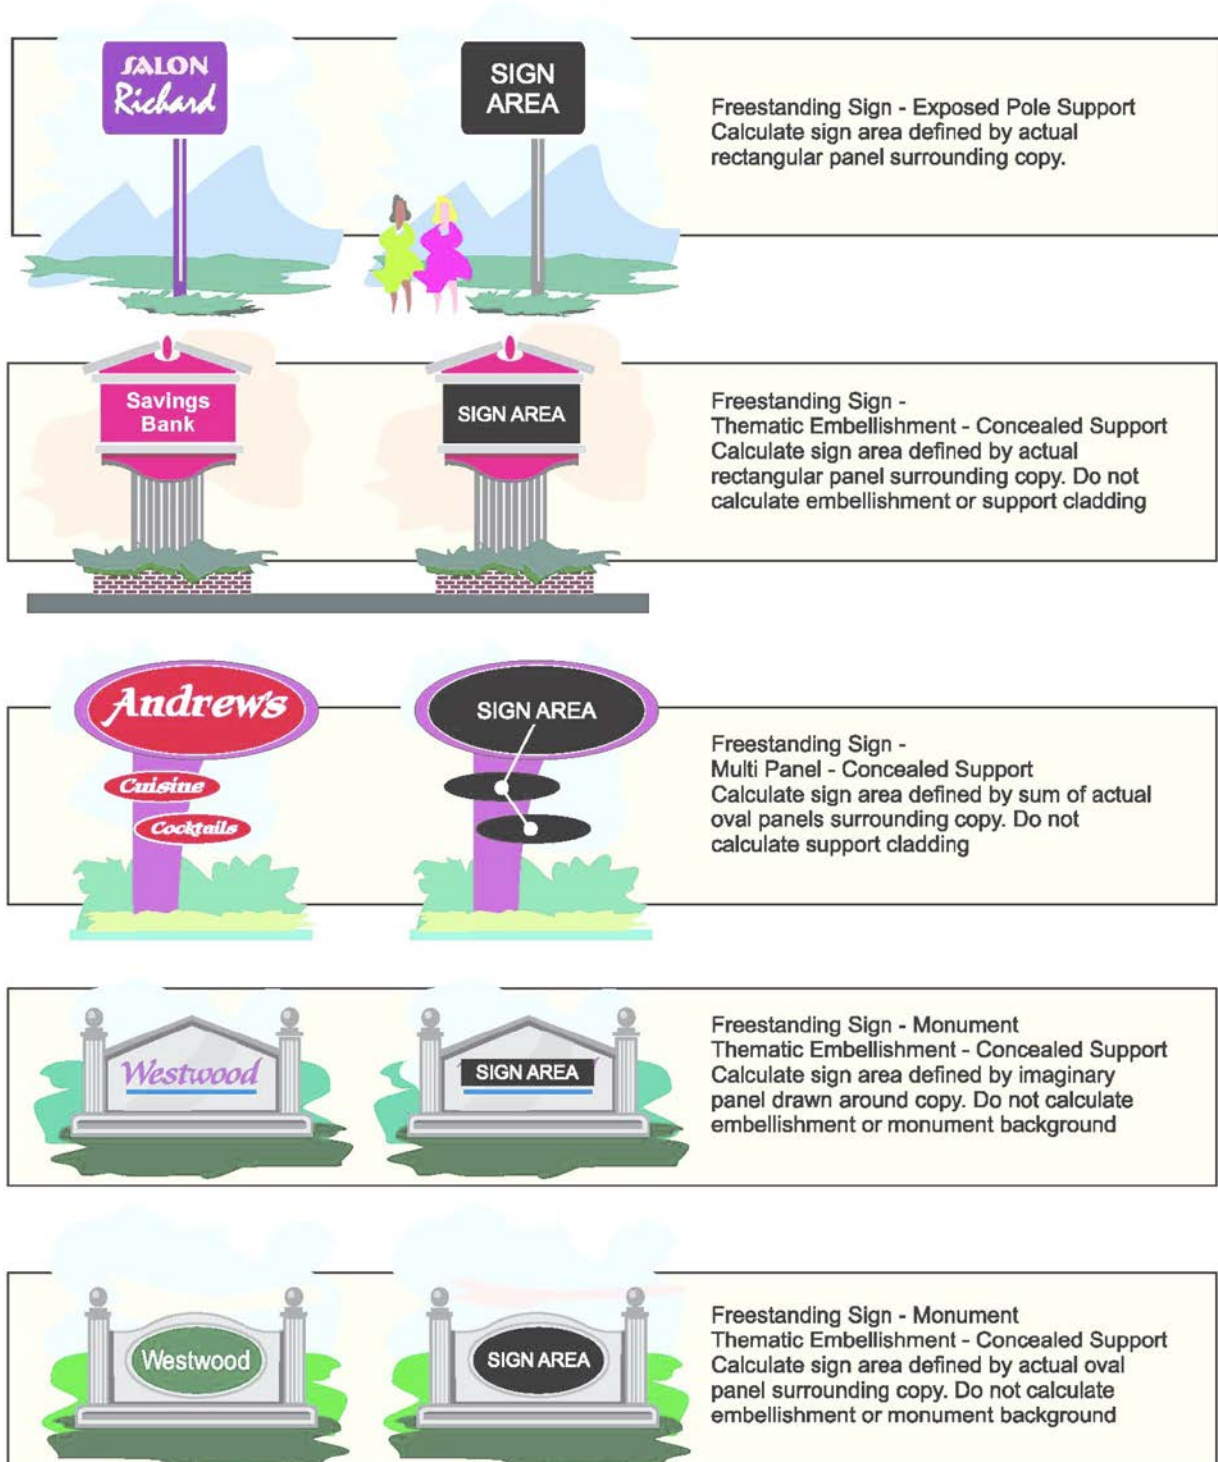 SALON
Richard
SIGN
AREA
Freestanding Sign - Exposed Pole Support
Calculate sign area defined by actual
rectangular panel surrounding copy.
Savings
Bank
SIGN AREA
Freestanding Sign -
Thematic Embellishment - Concealed Support
Calculate sign area defined by actual
rectangular panel surrounding copy. Do not
calculate embellishment or support cladding
Andrew's
Cuisine
Cocktails
SIGN AREA
Freestanding Sign -
Multi Panel - Concealed Support
Calculate sign area defined by sum of actual
oval panels surrounding copy. Do not
calculate support cladding
Westwood
SIGN AREA
Freestanding Sign - Monument
Thematic Embellishment - Concealed Support
Calculate sign area defined by imaginary
panel drawn around copy. Do not calculate
embellishment or monument background
Westwood
SIGN AREA
Freestanding Sign - Monument
Thematic Embellishment - Concealed Support
Calculate sign area defined by actual oval
panel surrounding copy. Do not calculate
embellishment or monument background